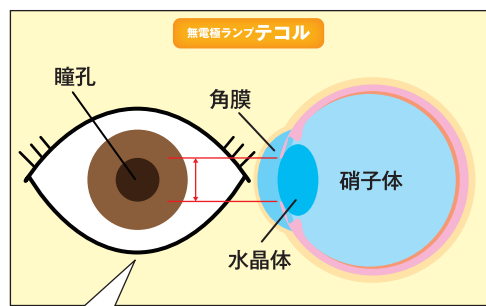 無電極ランプテコル
瞳孔
角膜
硝子体
水晶体